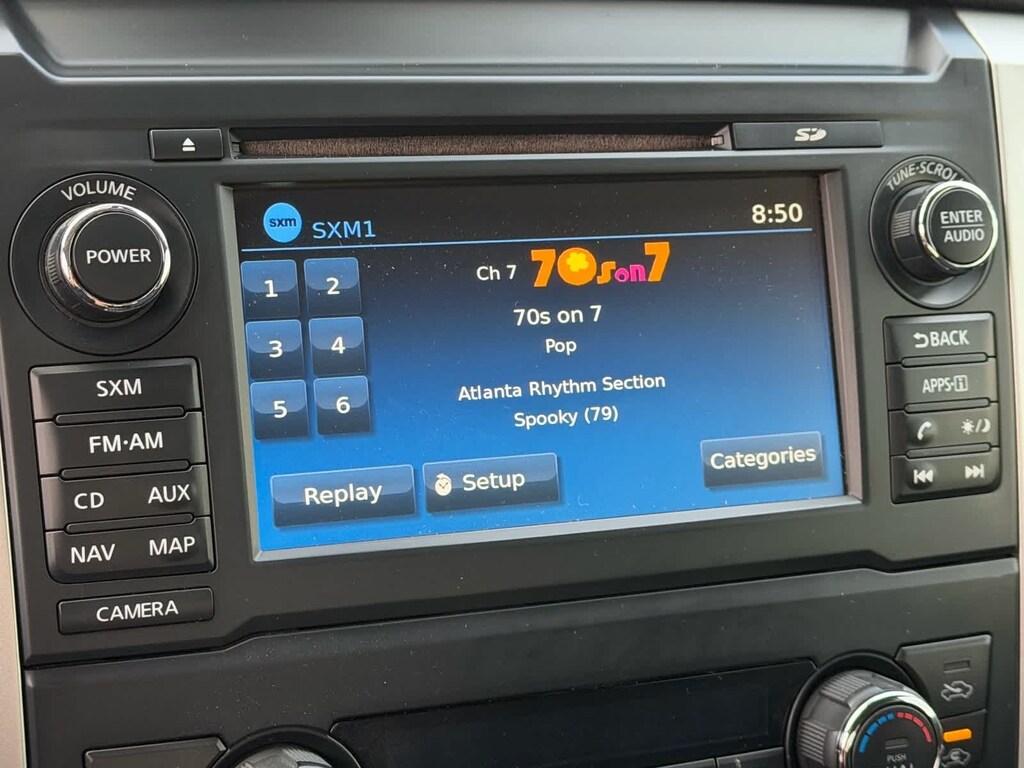 VOLUME
POWER
SXM
FM·AM
CD AUX
NAV MAP
CAMERA
sxm SXM1 8:50
1 2
3 4
5 6
Ch 7 70s on 7
70s on 7
Pop
Atlanta Rhythm Section
Spooky (79)
Replay Setup Categories
SD
TUNE·SCROLL
ENTER
AUDIO
BACK
APPS·i
PUSH